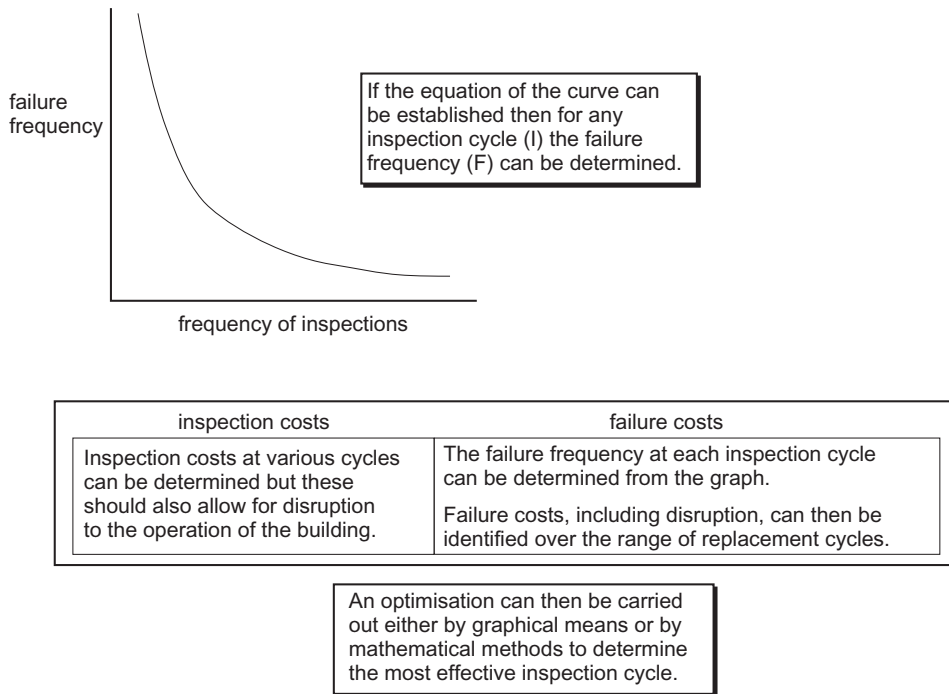 failure
frequency
If the equation of the curve can
be established then for any
inspection cycle (I) the failure
frequency (F) can be determined.
frequency of inspections
inspection costs
failure costs
Inspection costs at various cycles
can be determined but these
should also allow for disruption
to the operation of the building.
The failure frequency at each inspection cycle
can be determined from the graph.
Failure costs, including disruption, can then be
identified over the range of replacement cycles.
An optimisation can then be carried
out either by graphical means or by
mathematical methods to determine
the most effective inspection cycle.